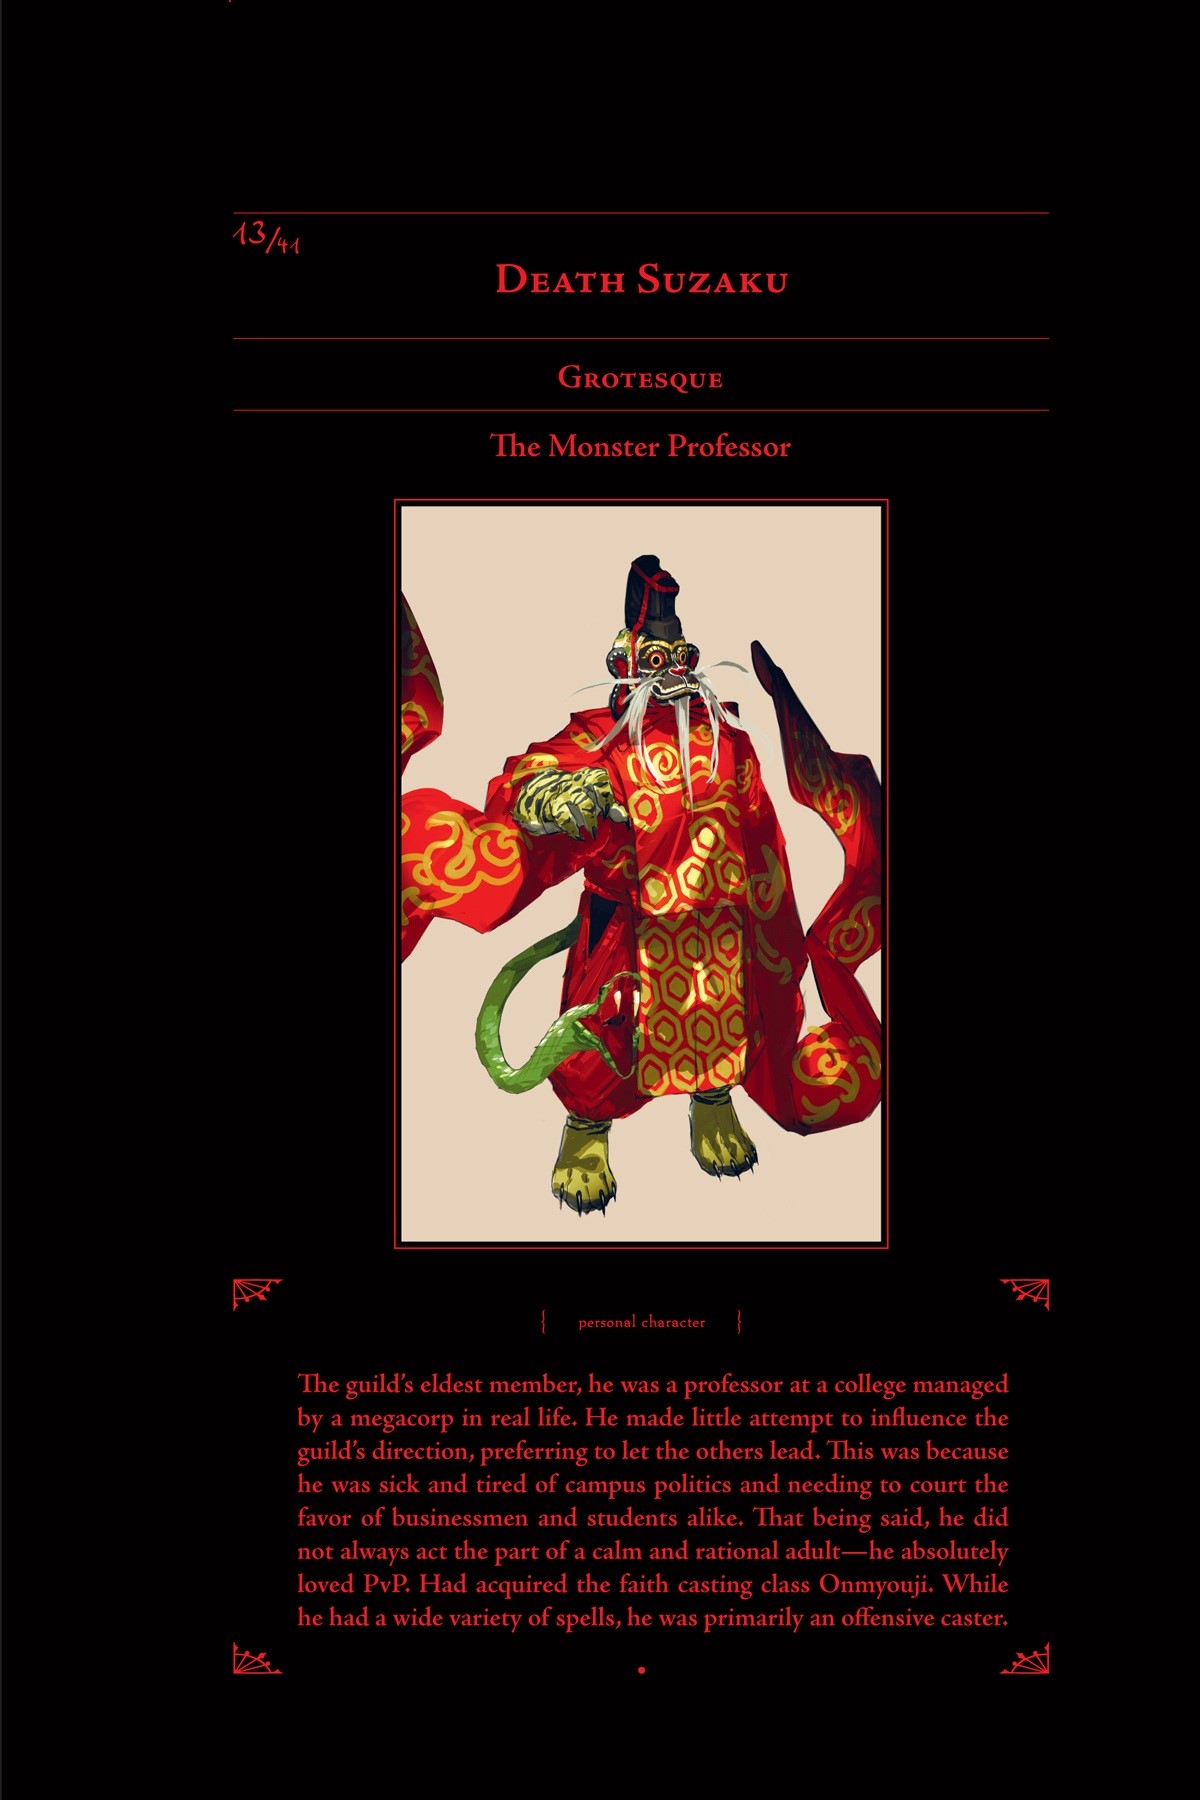 13/41
DEATH SUZAKU
GROTESQUE
The Monster Professor
{ personal character }
The guild's eldest member, he was a professor at a college managed
by a megacorp in real life. He made little attempt to influence the
guild's direction, preferring to let the others lead. This was because
he was sick and tired of campus politics and needing to court the
favor of businessmen and students alike. That being said, he did
not always act the part of a calm and rational adult—he absolutely
loved PvP. Had acquired the faith casting class Onmyouji. While
he had a wide variety of spells, he was primarily an offensive caster.